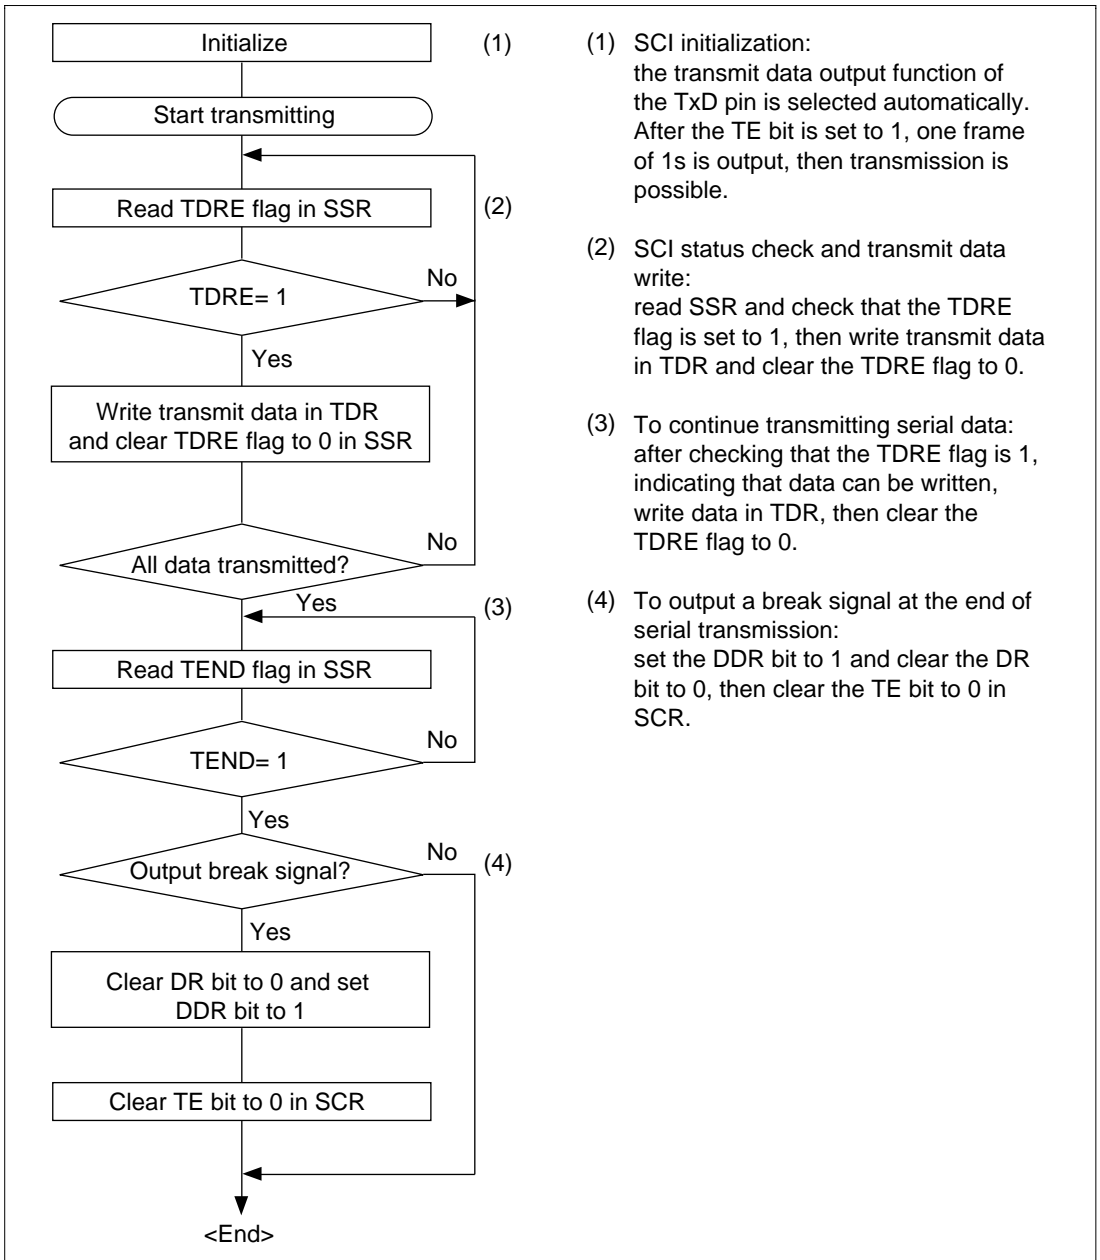 Initialize
(1)
Start transmitting
Read TDRE flag in SSR
(2)
TDRE= 1
No
Yes
Write transmit data in TDR
and clear TDRE flag to 0 in SSR
All data transmitted?
No
Yes
(3)
Read TEND flag in SSR
TEND= 1
No
Yes
Output break signal?
No
(4)
Yes
Clear DR bit to 0 and set
DDR bit to 1
Clear TE bit to 0 in SCR
<End>
(1) SCI initialization:
the transmit data output function of
the TxD pin is selected automatically.
After the TE bit is set to 1, one frame
of 1s is output, then transmission is
possible.
(2) SCI status check and transmit data
write:
read SSR and check that the TDRE
flag is set to 1, then write transmit data
in TDR and clear the TDRE flag to 0.
(3) To continue transmitting serial data:
after checking that the TDRE flag is 1,
indicating that data can be written,
write data in TDR, then clear the
TDRE flag to 0.
(4) To output a break signal at the end of
serial transmission:
set the DDR bit to 1 and clear the DR
bit to 0, then clear the TE bit to 0 in
SCR.